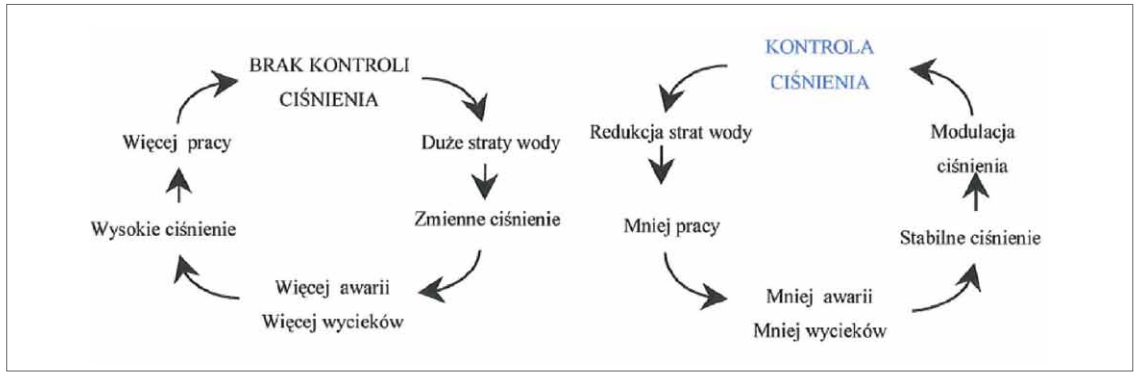 BRAK KONTROLI
CIŚNIENIA
Duże straty wody
Zmienne ciśnienie
Więcej awarii
Więcej wycieków
Wysokie ciśnienie
Więcej pracy
KONTROLA
CIŚNIENIA
Redukcja strat wody
Mniej pracy
Mniej awarii
Mniej wycieków
Stabilne ciśnienie
Modulacja
ciśnienia